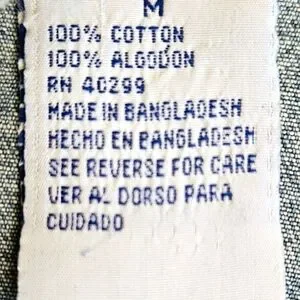 M
100% COTTON
100% ALGODON
RN 40299
MADE IN BANGLADESH
HECHO EN BANGLADESH
SEE REVERSE FOR CARE
VER AL DORSO PARA
CUIDADO